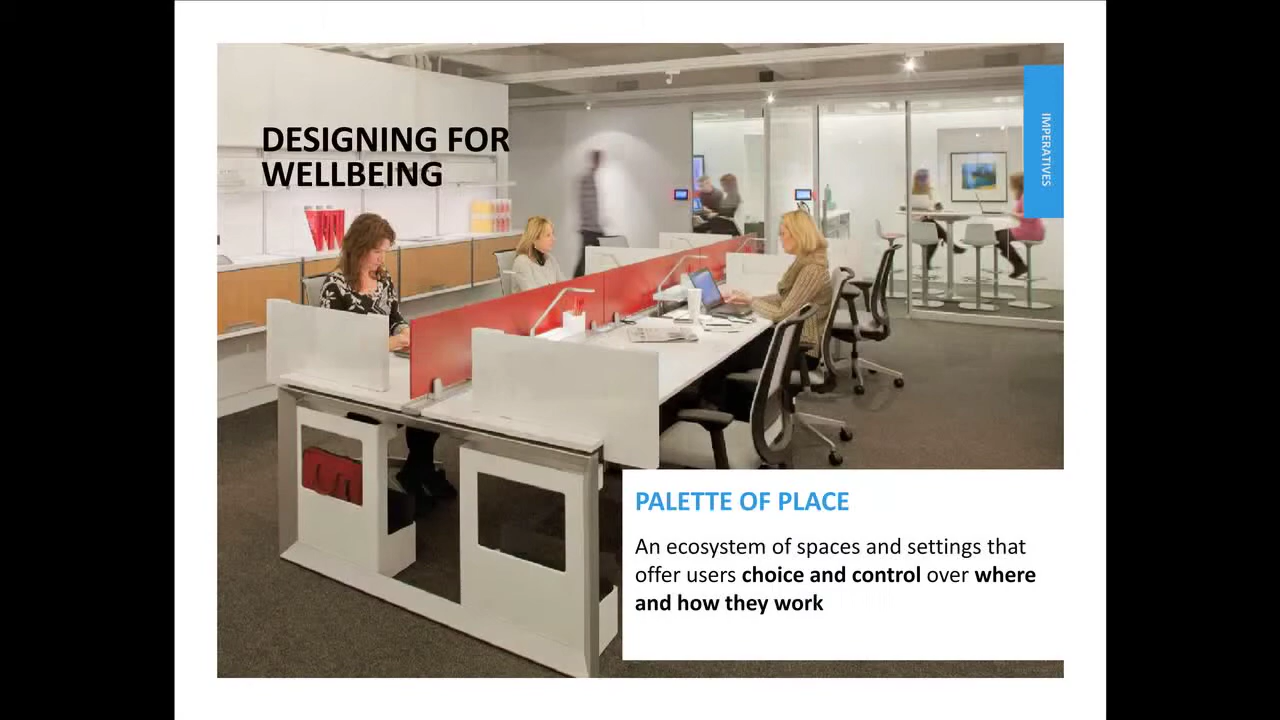 DESIGNING FOR
WELLBEING
IMPERATIVES
PALETTE OF PLACE
An ecosystem of spaces and settings that
offer users choice and control over where
and how they work